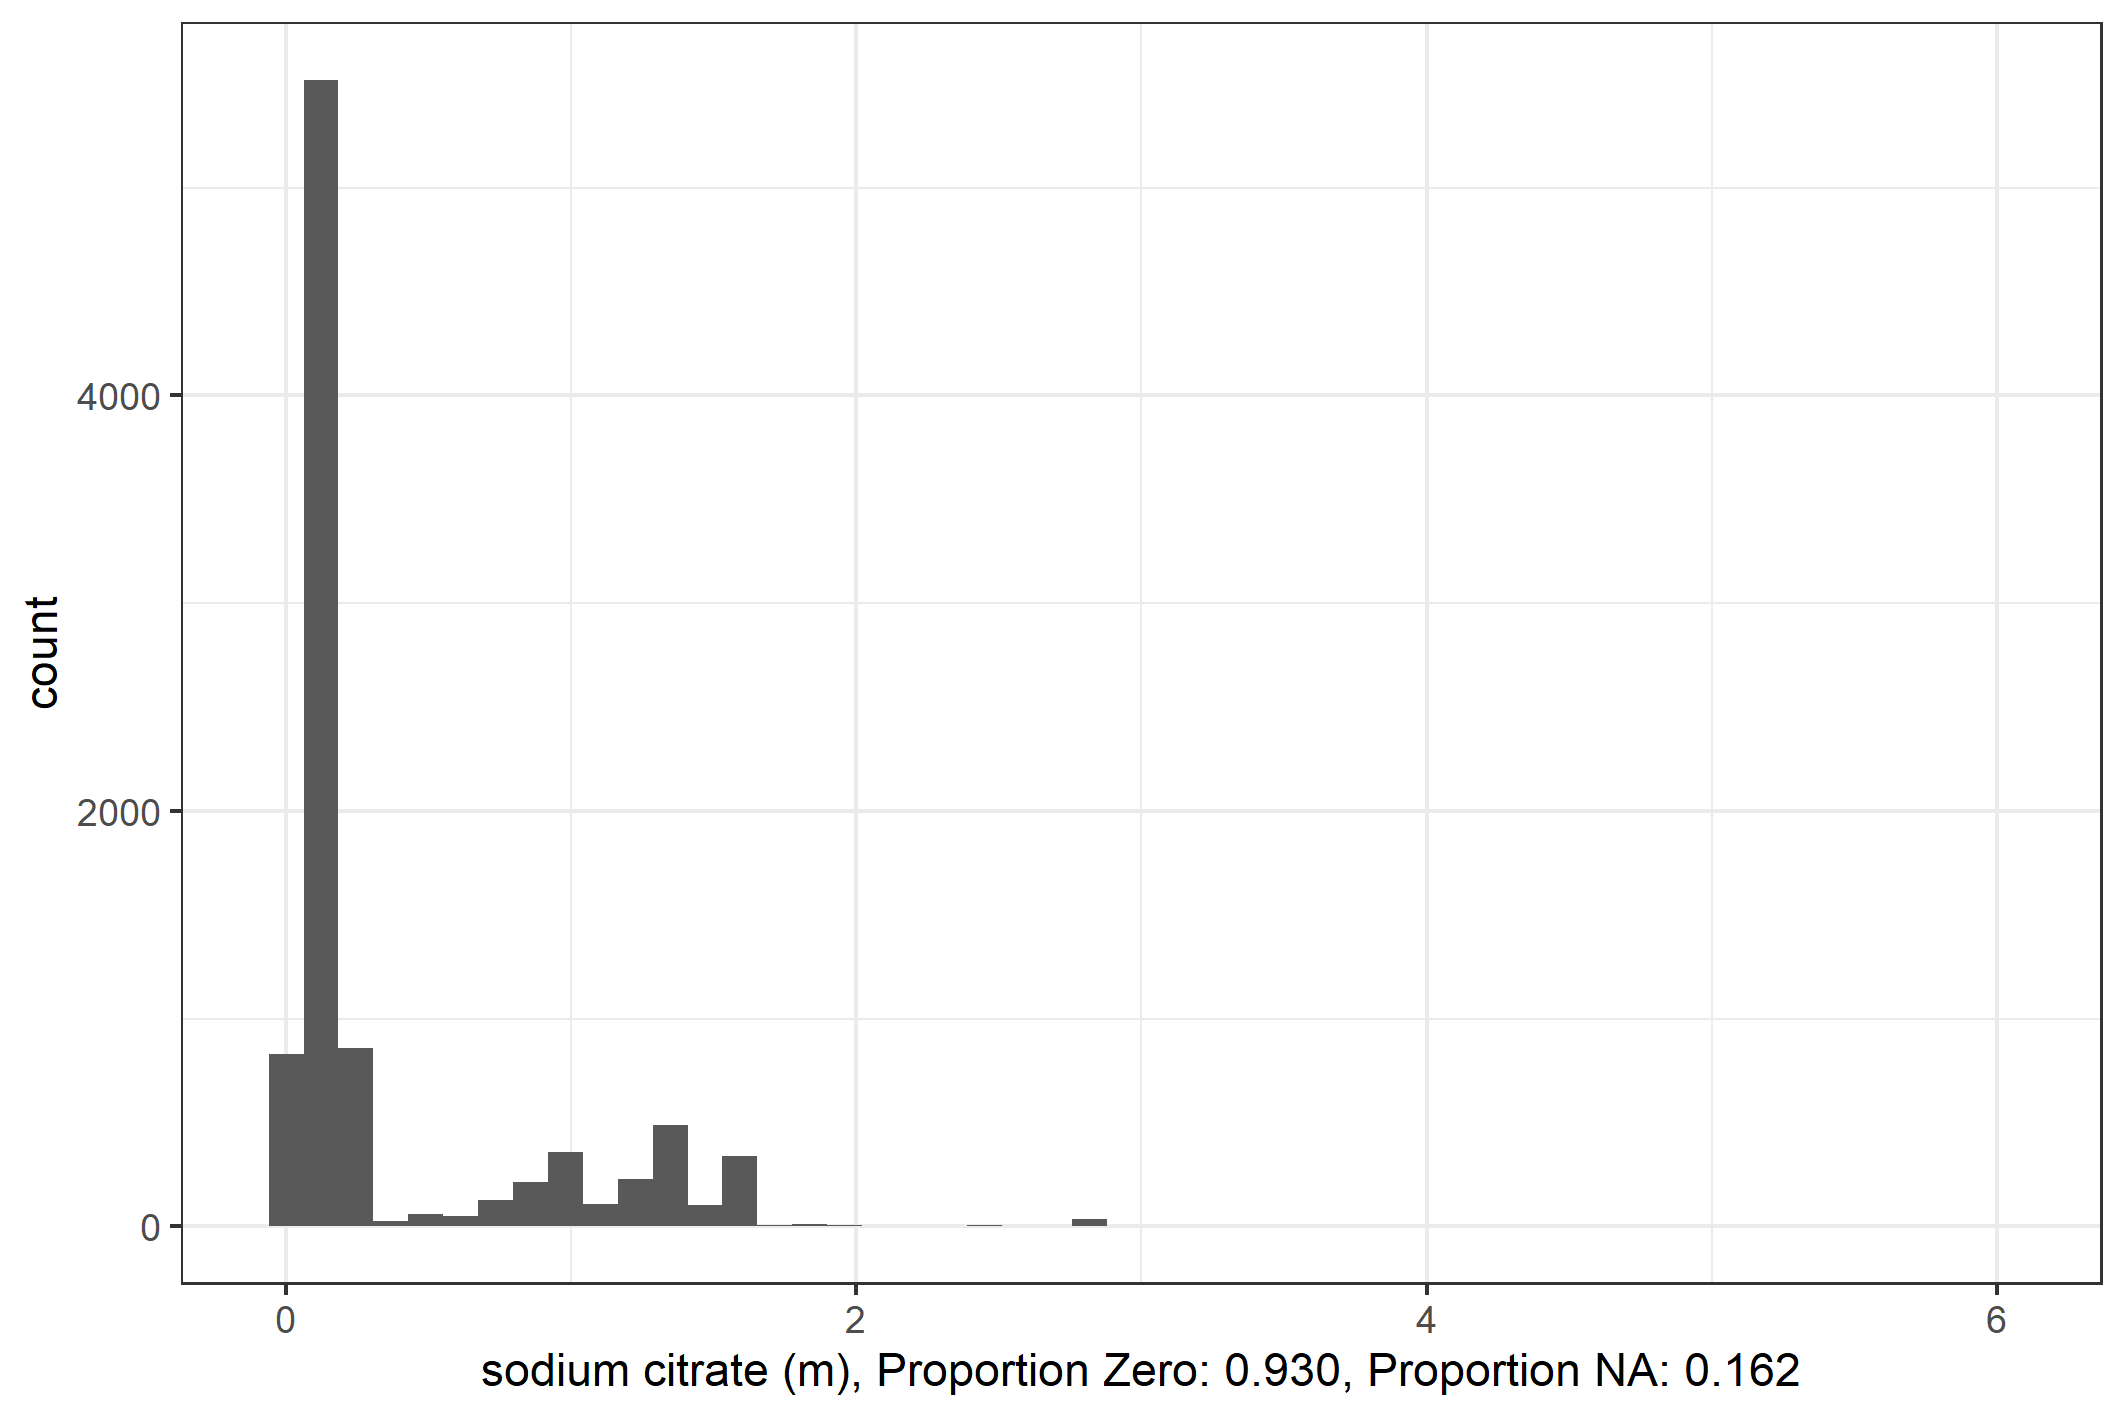 count
4000
2000
0
0 2 4 6
sodium citrate (m), Proportion Zero: 0.930, Proportion NA: 0.162